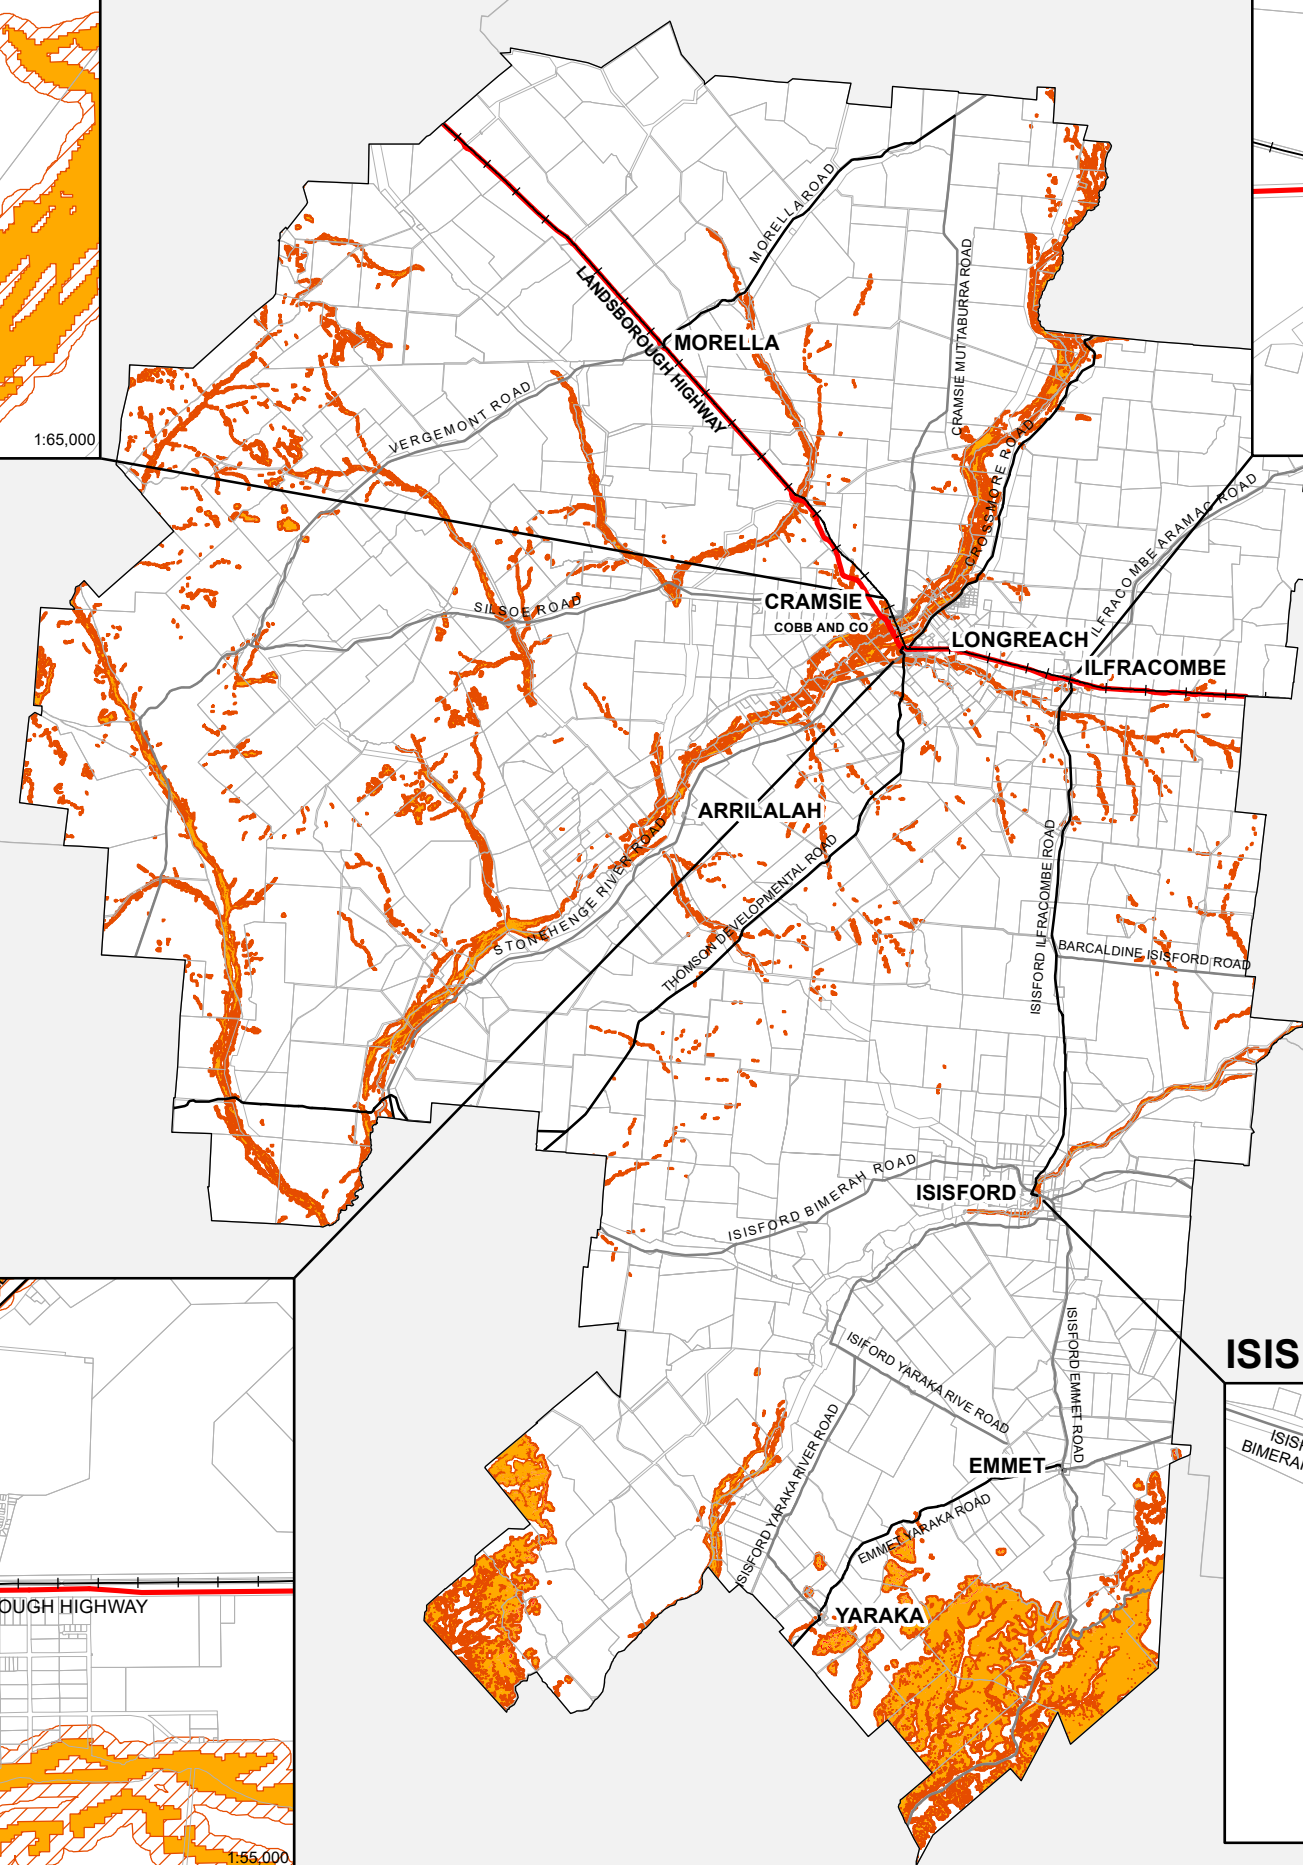 1:65,000
MORELLA ROAD
CRAMSIE MUTTABURRA ROAD
LANDSBOROUGH HIGHWAY
MORELLA
VERGEMONT ROAD
CROSSMORE ROAD
ILFRACOMBE ARAMAC ROAD
SILSOE ROAD
CRAMSIE
COBB AND CO
LONGREACH
ILFRACOMBE
ARRILALAH
STONEHENGE RIVER ROAD
THOMSON DEVELOPMENTAL ROAD
ISISFORD ILFRACOMBE ROAD
BARCALDINE ISISFORD ROAD
ISISFORD BIMERAH ROAD
ISISFORD
ISIFORD YARAKA RIVE ROAD
ISISFORD EMMET ROAD
ISIS
ISISF
BIMERAH
ISISFORD YARAKA RIVER ROAD
EMMET
EMMET YARAKA ROAD
YARAKA
OUGH HIGHWAY
1:55,000